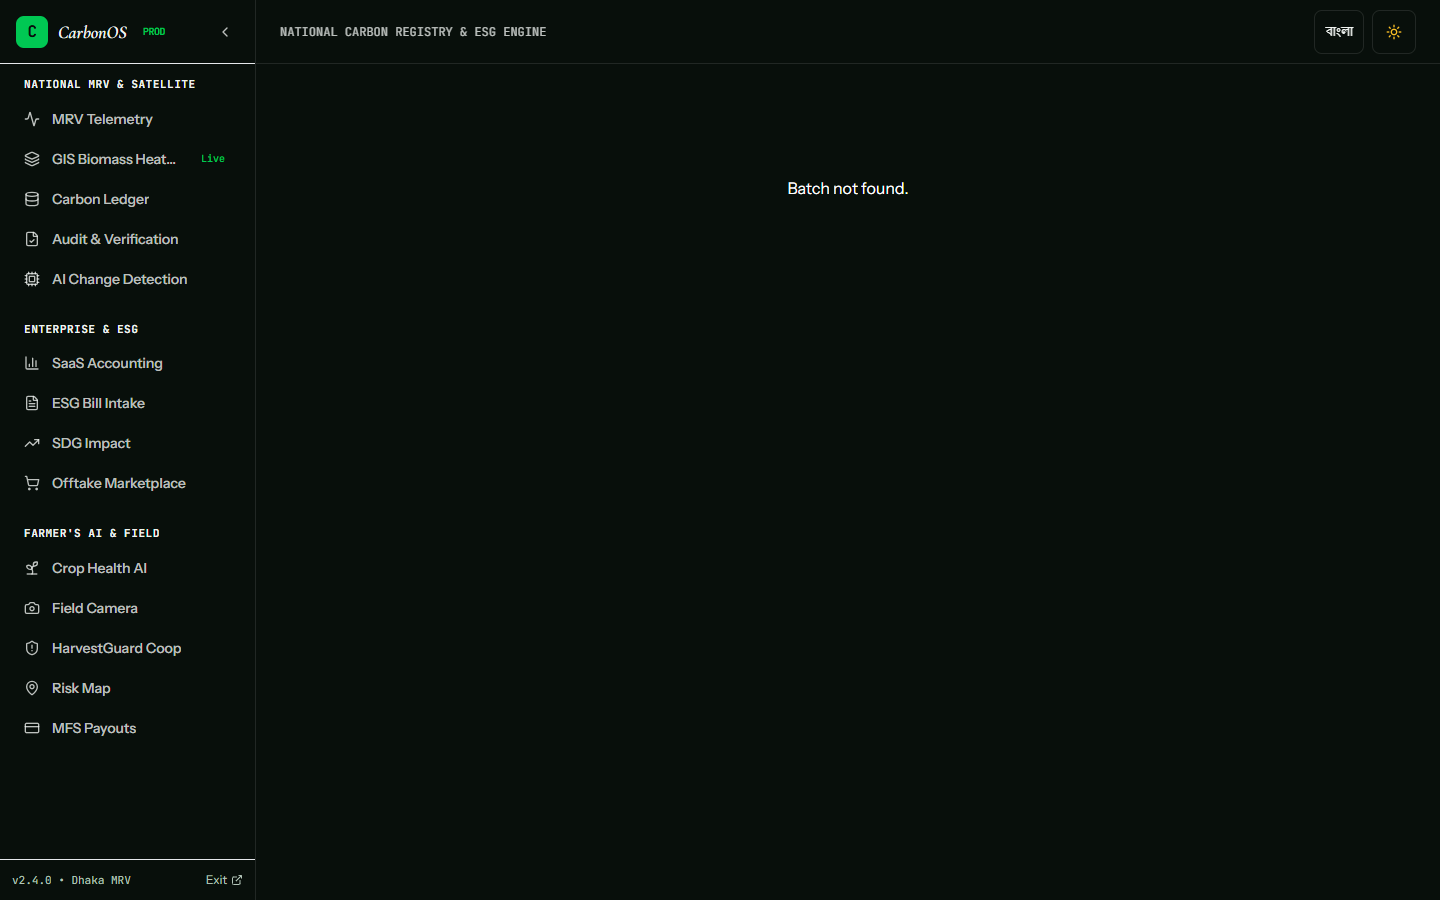 C CarbonOS PROD
NATIONAL CARBON REGISTRY & ESG ENGINE
বাংলা
NATIONAL MRV & SATELLITE
MRV Telemetry
GIS Biomass Heat... Live
Carbon Ledger
Audit & Verification
AI Change Detection
ENTERPRISE & ESG
SaaS Accounting
ESG Bill Intake
SDG Impact
Offtake Marketplace
FARMER'S AI & FIELD
Crop Health AI
Field Camera
HarvestGuard Coop
Risk Map
MFS Payouts
v2.4.0 • Dhaka MRV
Exit
Batch not found.